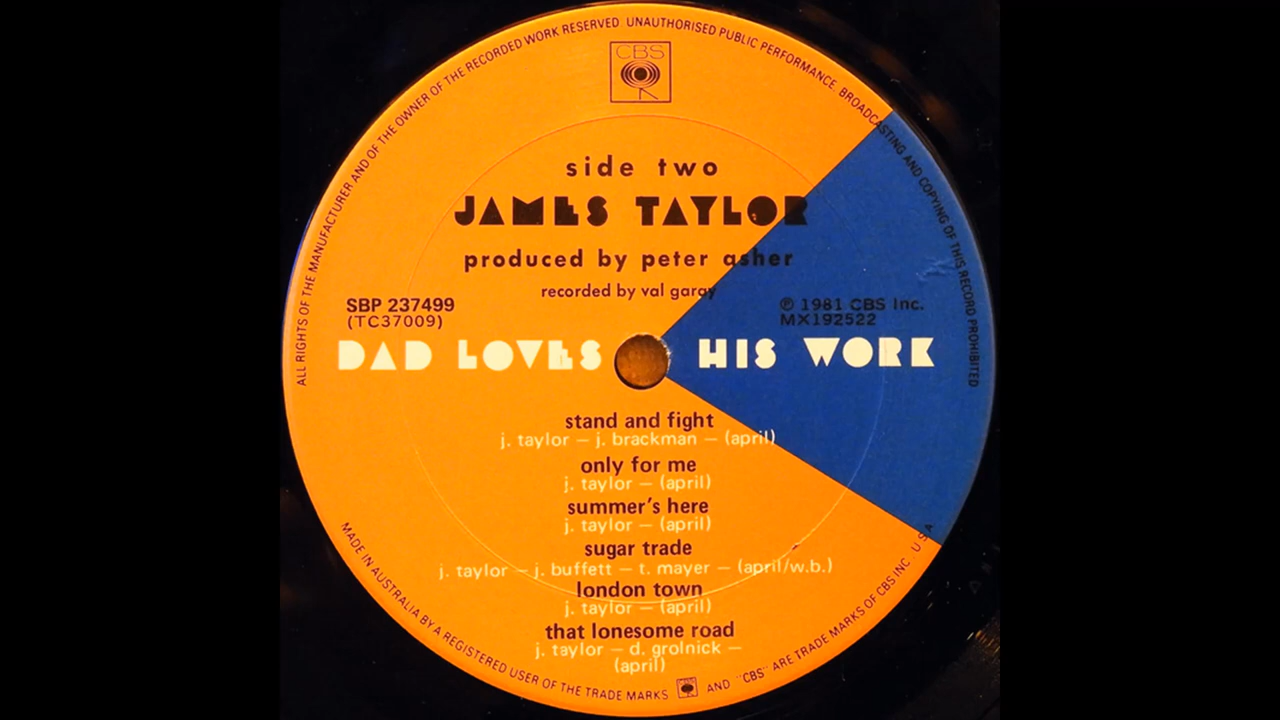 ALL RIGHTS OF THE MANUFACTURER AND OF THE OWNER OF THE RECORDED WORK RESERVED. UNAUTHORISED PUBLIC PERFORMANCE, BROADCASTING AND COPYING OF THIS RECORD PROHIBITED
CBS
side two
JAMES TAYLOR
produced by peter asher
recorded by val garay
SBP 237499
(TC37009)
℗ 1981 CBS Inc.
MX192522
DAD LOVES HIS WORK
stand and fight
j. taylor – j. brackman – (april)
only for me
j. taylor – (april)
summer's here
j. taylor – (april)
sugar trade
j. taylor – j. buffett – t. mayer – (april/w.b.)
london town
j. taylor – (april)
that lonesome road
j. taylor – d. grolnick –
(april)
MADE IN AUSTRALIA BY A REGISTERED USER OF THE TRADE MARKS AND "CBS" ARE TRADE MARKS OF CBS INC. U S A